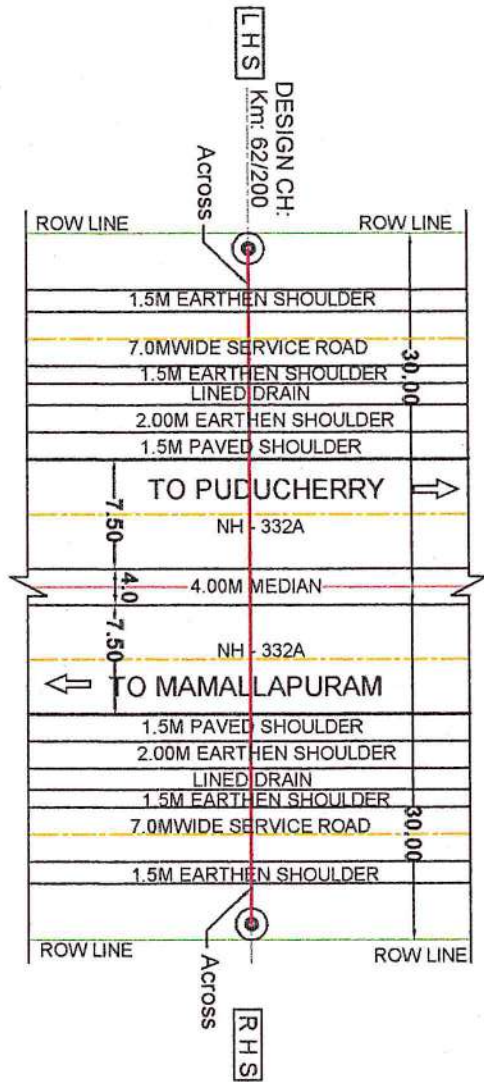 LHS
DESIGN CH:
Km: 62/200
Across
ROW LINE
ROW LINE
1.5M EARTHEN SHOULDER
7.0MWIDE SERVICE ROAD
30.00
1.5M EARTHEN SHOULDER
LINED DRAIN
2.00M EARTHEN SHOULDER
1.5M PAVED SHOULDER
TO PUDUCHERRY
7.50
NH - 332A
4.00M MEDIAN
4.0
7.50
NH - 332A
TO MAMALLAPURAM
1.5M PAVED SHOULDER
2.00M EARTHEN SHOULDER
LINED DRAIN
1.5M EARTHEN SHOULDER
30.00
7.0MWIDE SERVICE ROAD
1.5M EARTHEN SHOULDER
ROW LINE
ROW LINE
Across
RHS